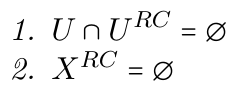 1. U ∩ U^{RC} = ∅
2. X^{RC} = ∅